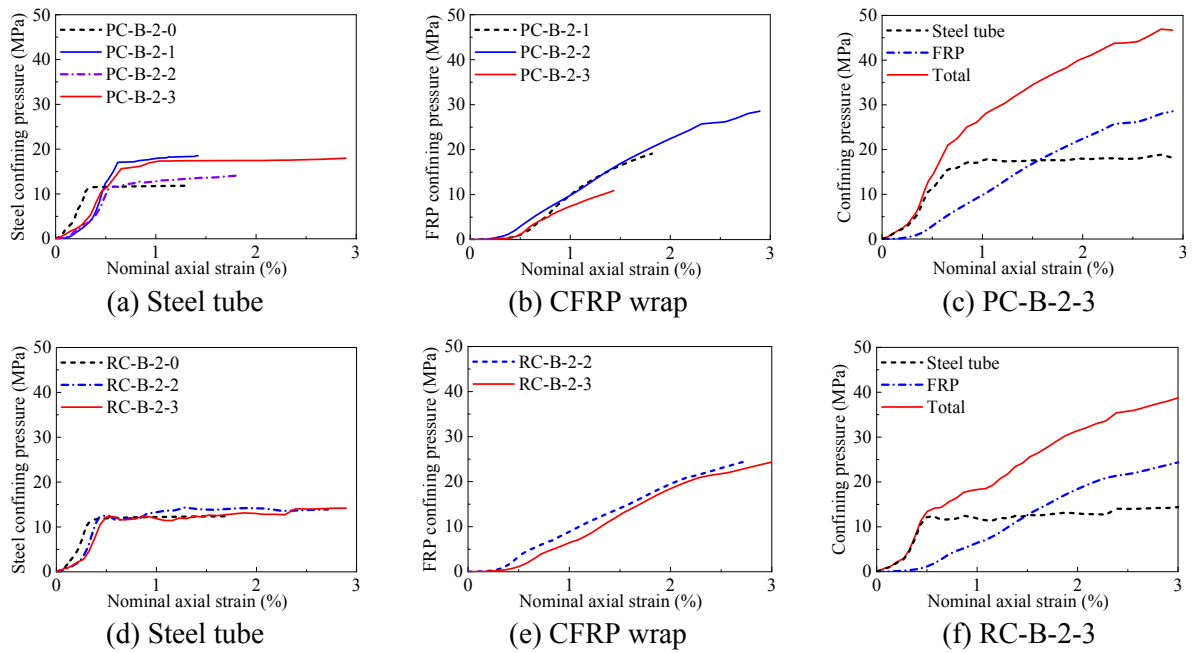 50
40
30
20
10
0
Steel confining pressure (MPa)
PC-B-2-0
PC-B-2-1
PC-B-2-2
PC-B-2-3
0 1 2 3
Nominal axial strain (%)
(a) Steel tube
50
40
30
20
10
0
FRP confining pressure (MPa)
PC-B-2-1
PC-B-2-2
PC-B-2-3
0 1 2 3
Nominal axial strain (%)
(b) CFRP wrap
50
40
30
20
10
0
Confining pressure (MPa)
Steel tube
FRP
Total
0 1 2 3
Nominal axial strain (%)
(c) PC-B-2-3
50
40
30
20
10
0
Steel confining pressure (MPa)
RC-B-2-0
RC-B-2-2
RC-B-2-3
0 1 2 3
Nominal axial strain (%)
(d) Steel tube
50
40
30
20
10
0
FRP confining pressure (MPa)
RC-B-2-2
RC-B-2-3
0 1 2 3
Nominal axial strain (%)
(e) CFRP wrap
50
40
30
20
10
0
Confining pressure (MPa)
Steel tube
FRP
Total
0 1 2 3
Nominal axial strain (%)
(f) RC-B-2-3